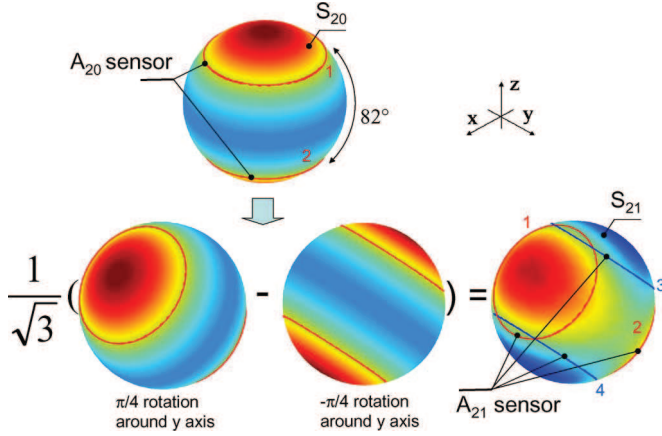 S₂₀
A₂₀ sensor
1
82°
2
z
x
y
S₂₁
1
3
1/√3 ( - ) =
2
4
A₂₁ sensor
π/4 rotation
around y axis
-π/4 rotation
around y axis